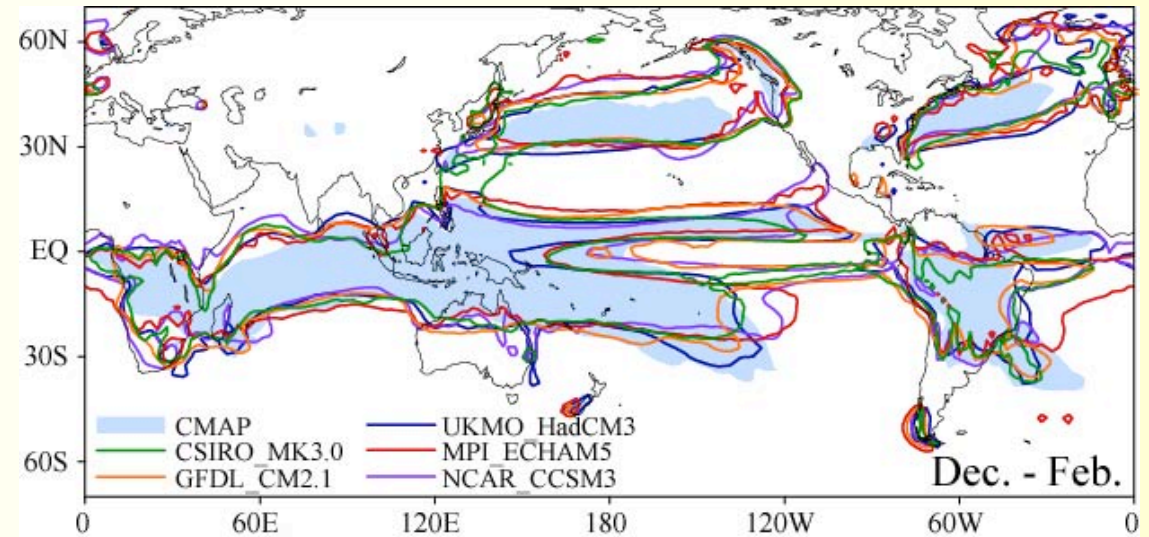 60N
30N
EQ
30S
60S
CMAP
CSIRO_MK3.0
GFDL_CM2.1
UKMO_HadCM3
MPI_ECHAM5
NCAR_CCSM3
Dec. - Feb.
0 60E 120E 180 120W 60W 0